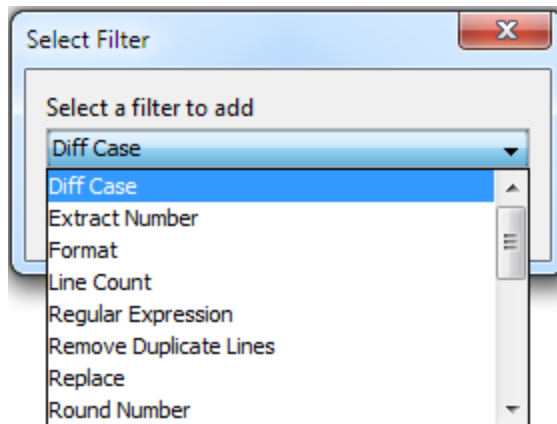 Select Filter
Select a filter to add
Diff Case
Diff Case
Extract Number
Format
Line Count
Regular Expression
Remove Duplicate Lines
Replace
Round Number